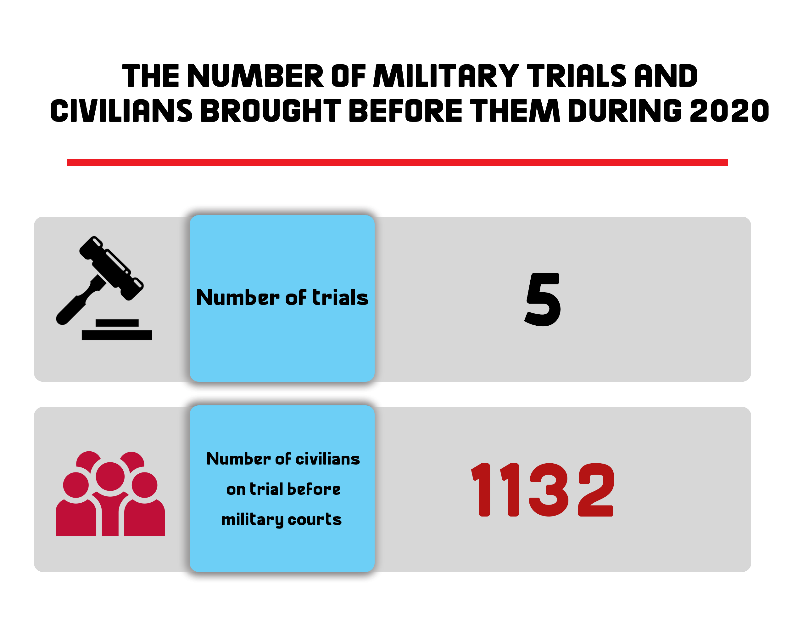 THE NUMBER OF MILITARY TRIALS AND
CIVILIANS BROUGHT BEFORE THEM DURING 2020
Number of trials
5
Number of civilians
on trial before
military courts
1132